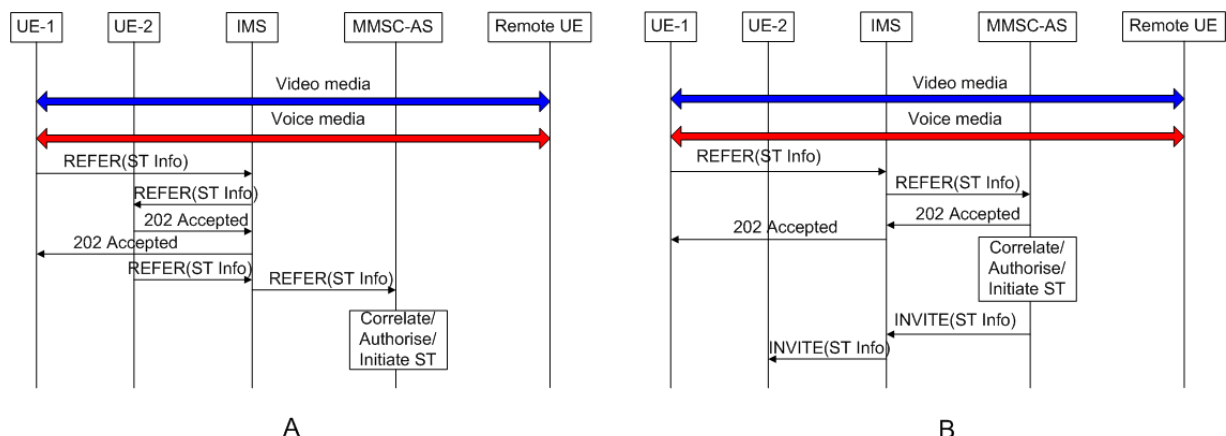 UE-1
UE-2
IMS
MMSC-AS
Remote UE
Video media
Voice media
REFER(ST Info)
REFER(ST Info)
202 Accepted
202 Accepted
REFER(ST Info)
REFER(ST Info)
Correlate/
Authorise/
Initiate ST
A
UE-1
UE-2
IMS
MMSC-AS
Remote UE
Video media
Voice media
REFER(ST Info)
REFER(ST Info)
202 Accepted
202 Accepted
Correlate/
Authorise/
Initiate ST
INVITE(ST Info)
INVITE(ST Info)
B